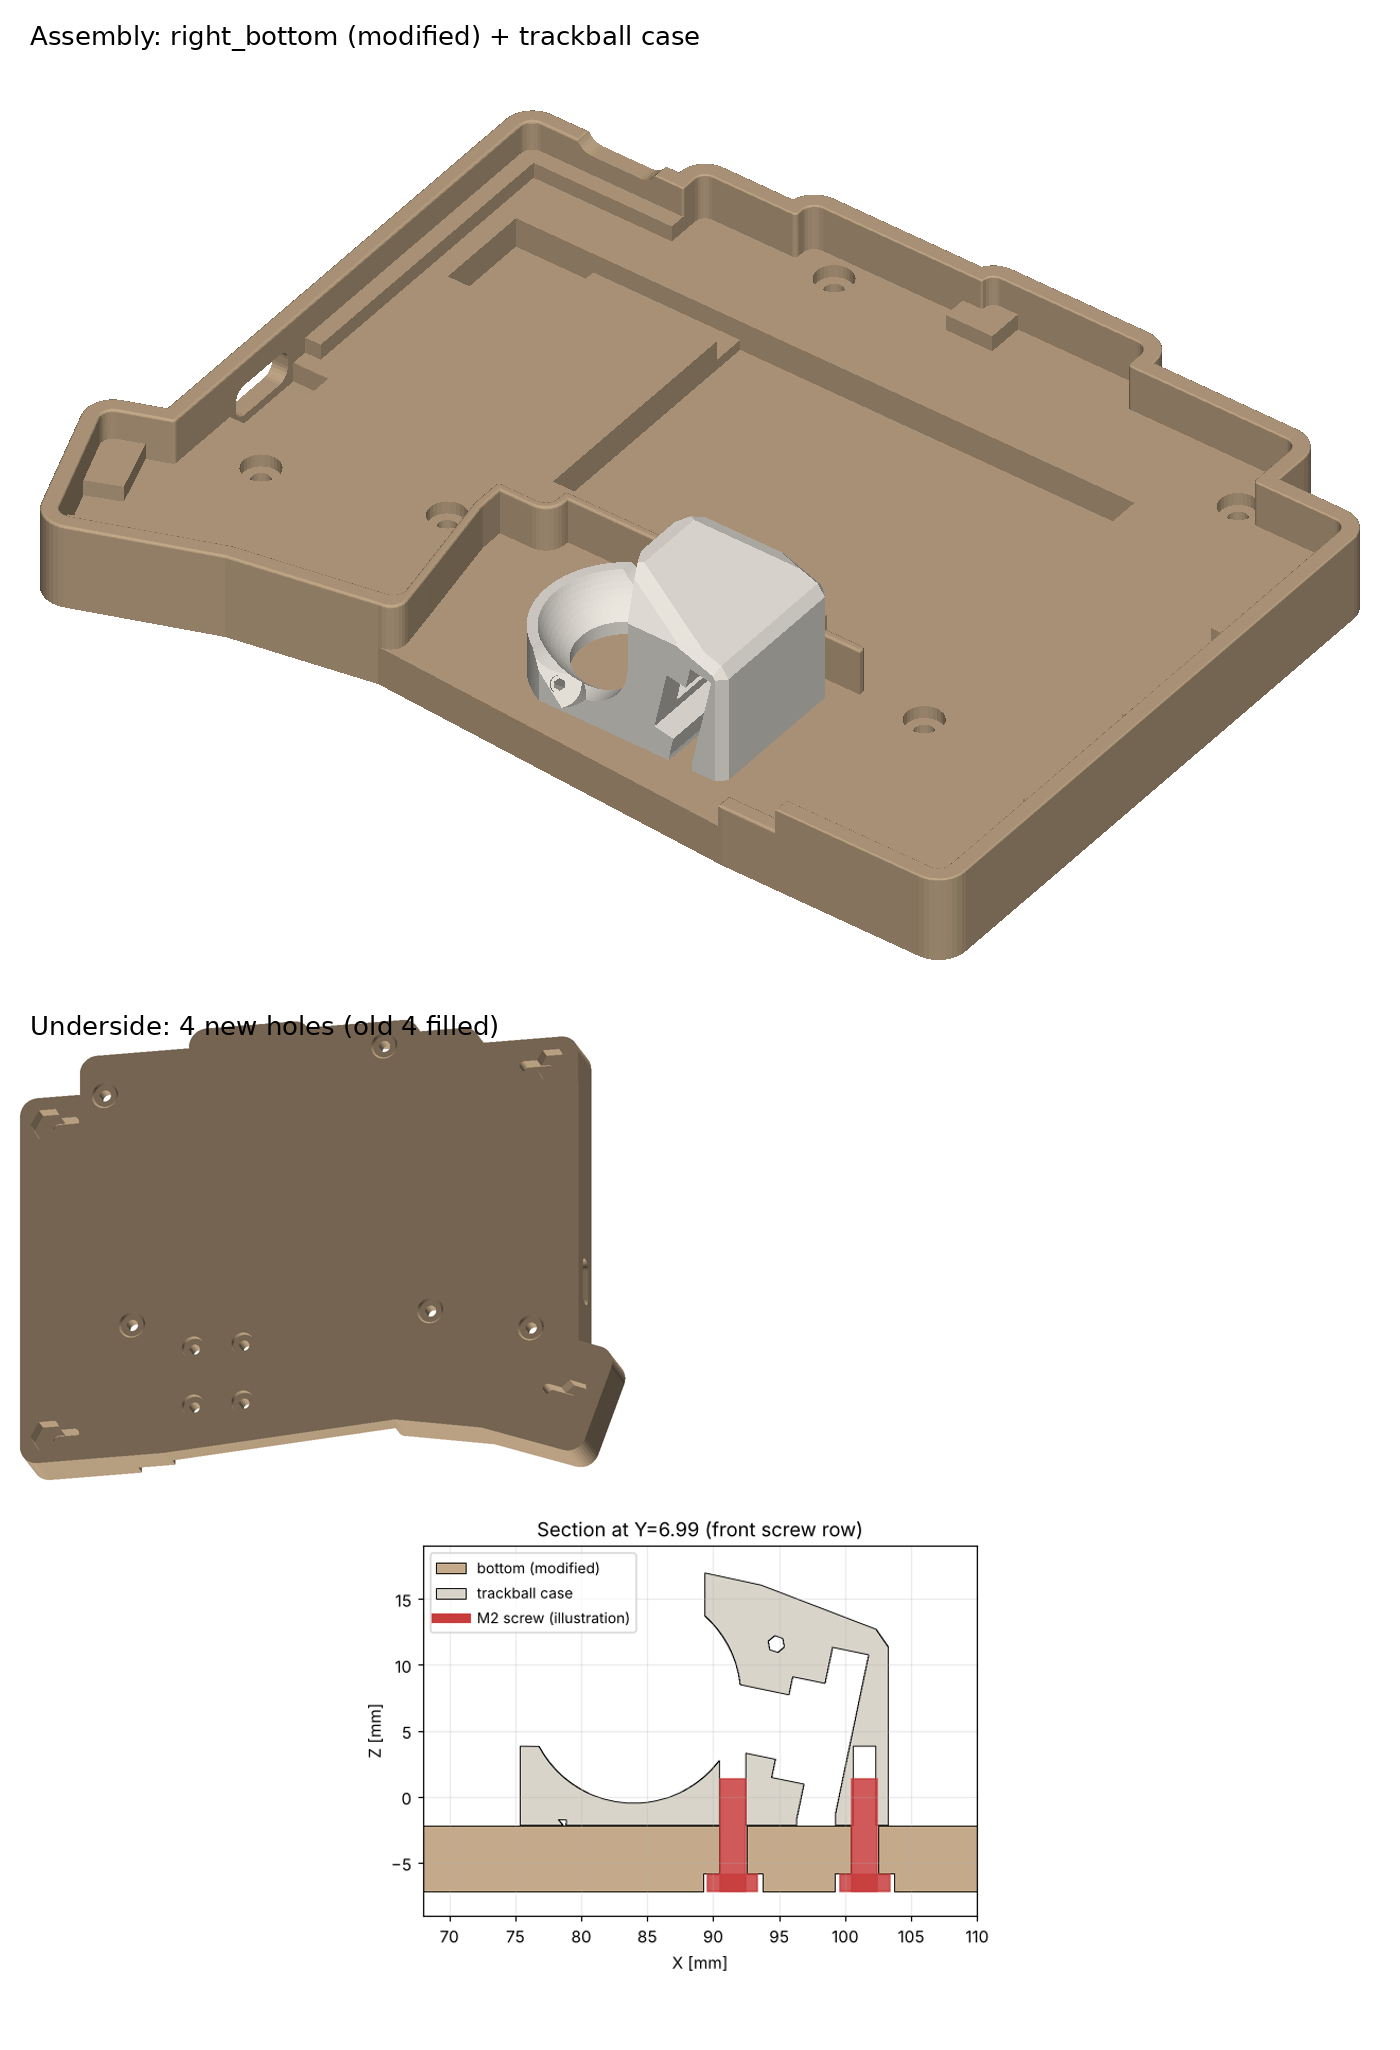 Assembly: right_bottom (modified) + trackball case
Underside: 4 new holes (old 4 filled)
Section at Y=6.99 (front screw row)
bottom (modified)
trackball case
M2 screw (illustration)
15
10
5
0
−5
Z [mm]
70 75 80 85 90 95 100 105 110
X [mm]